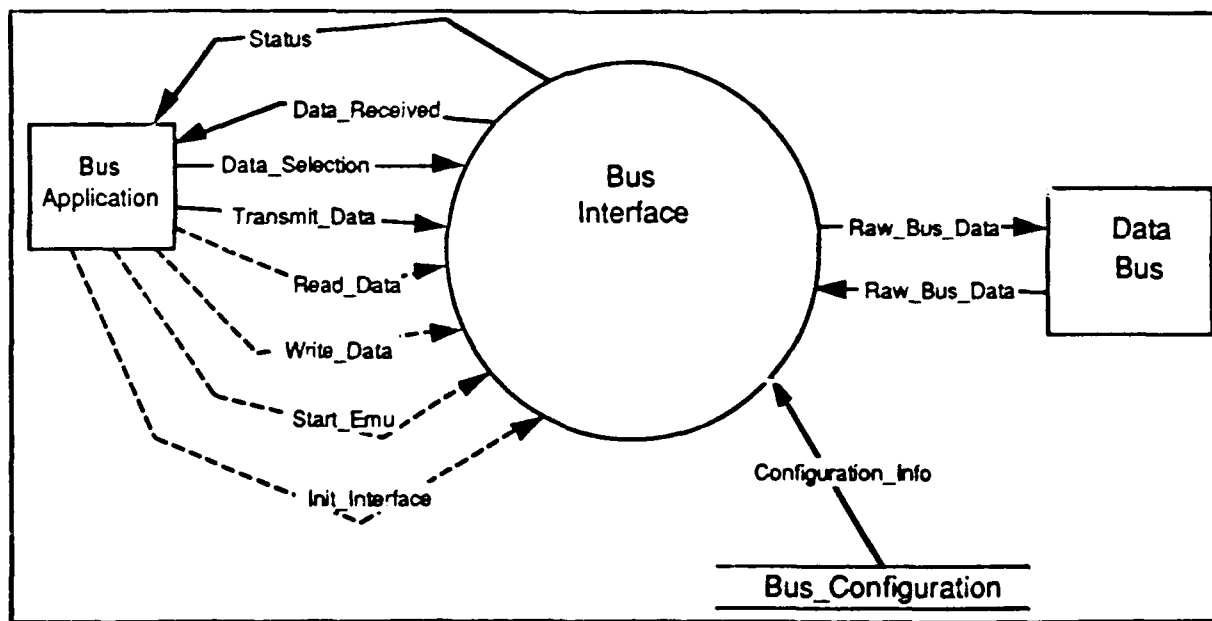 Status
Data_Received
Bus
Application
Data_Selection
Transmit_Data
Read_Data
Write_Data
Start_Emu
Init_Interface
Bus
Interface
Raw_Bus_Data
Raw_Bus_Data
Data
Bus
Configuration_Info
Bus_Configuration